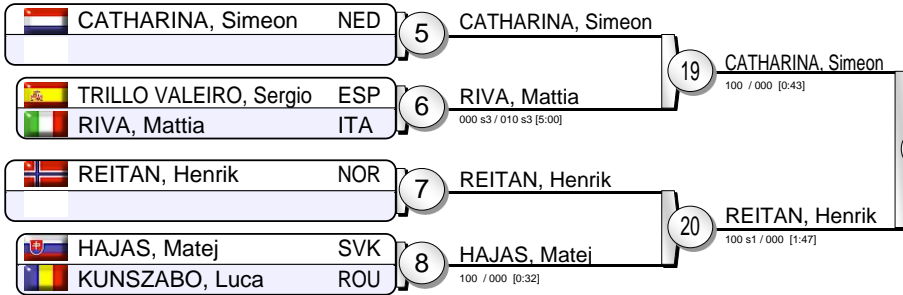 CATHARINA, Simeon NED
5
CATHARINA, Simeon
TRILLO VALEIRO, Sergio ESP
RIVA, Mattia ITA
6
RIVA, Mattia
000 s3 / 010 s3 [5:00]
19
CATHARINA, Simeon
100 / 000 [0:43]
REITAN, Henrik NOR
7
REITAN, Henrik
HAJAS, Matej SVK
KUNSZABO, Luca ROU
8
HAJAS, Matej
100 / 000 [0:32]
20
REITAN, Henrik
100 s1 / 000 [1:47]